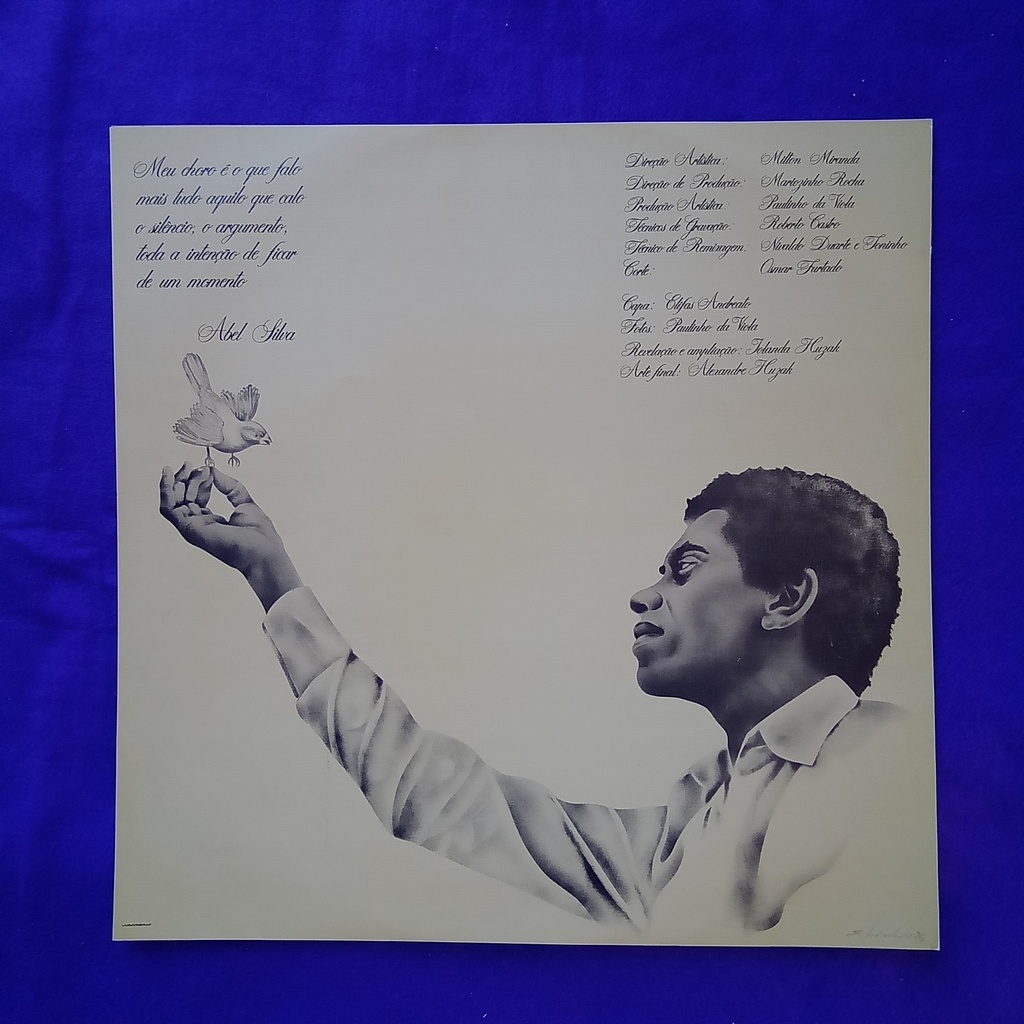 Meu choro é o que falo
mais tudo aquilo que calo
o silêncio, o argumento,
toda a intenção de ficar
de um momento
Abel Silva
Direção Artística: Milton Miranda
Direção de Produção: Mariozinho Rocha
Produção Artística: Paulinho da Viola
Técnicos de Gravação: Roberto Castro
Técnico de Remixagem: Nivaldo Duarte e Toninho
Corte: Osmar Furtado
Capa: Elifas Andreato
Fotos: Paulinho da Viola
Revelação e ampliação: Iolanda Huzak
Arte final: Alexandre Huzak